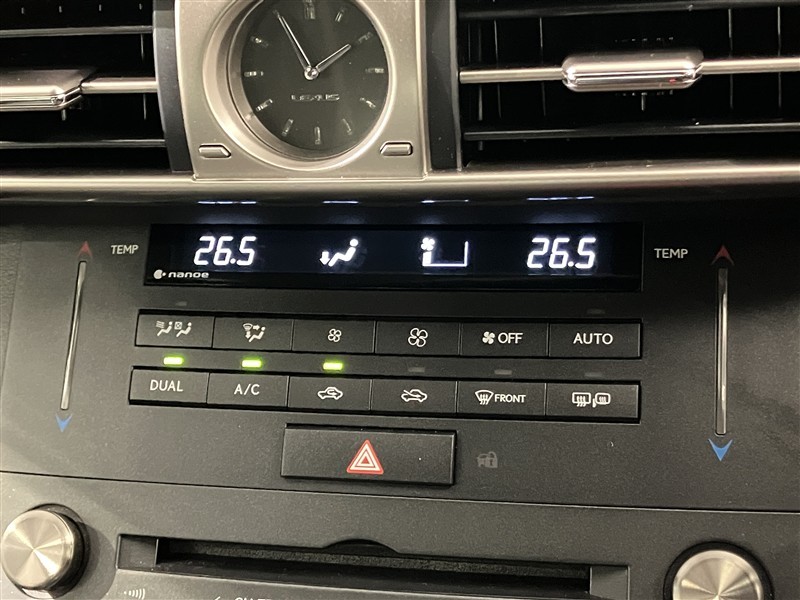 LEXUS
TEMP
26.5
26.5
TEMP
nanoe
OFF
AUTO
DUAL
A/C
FRONT